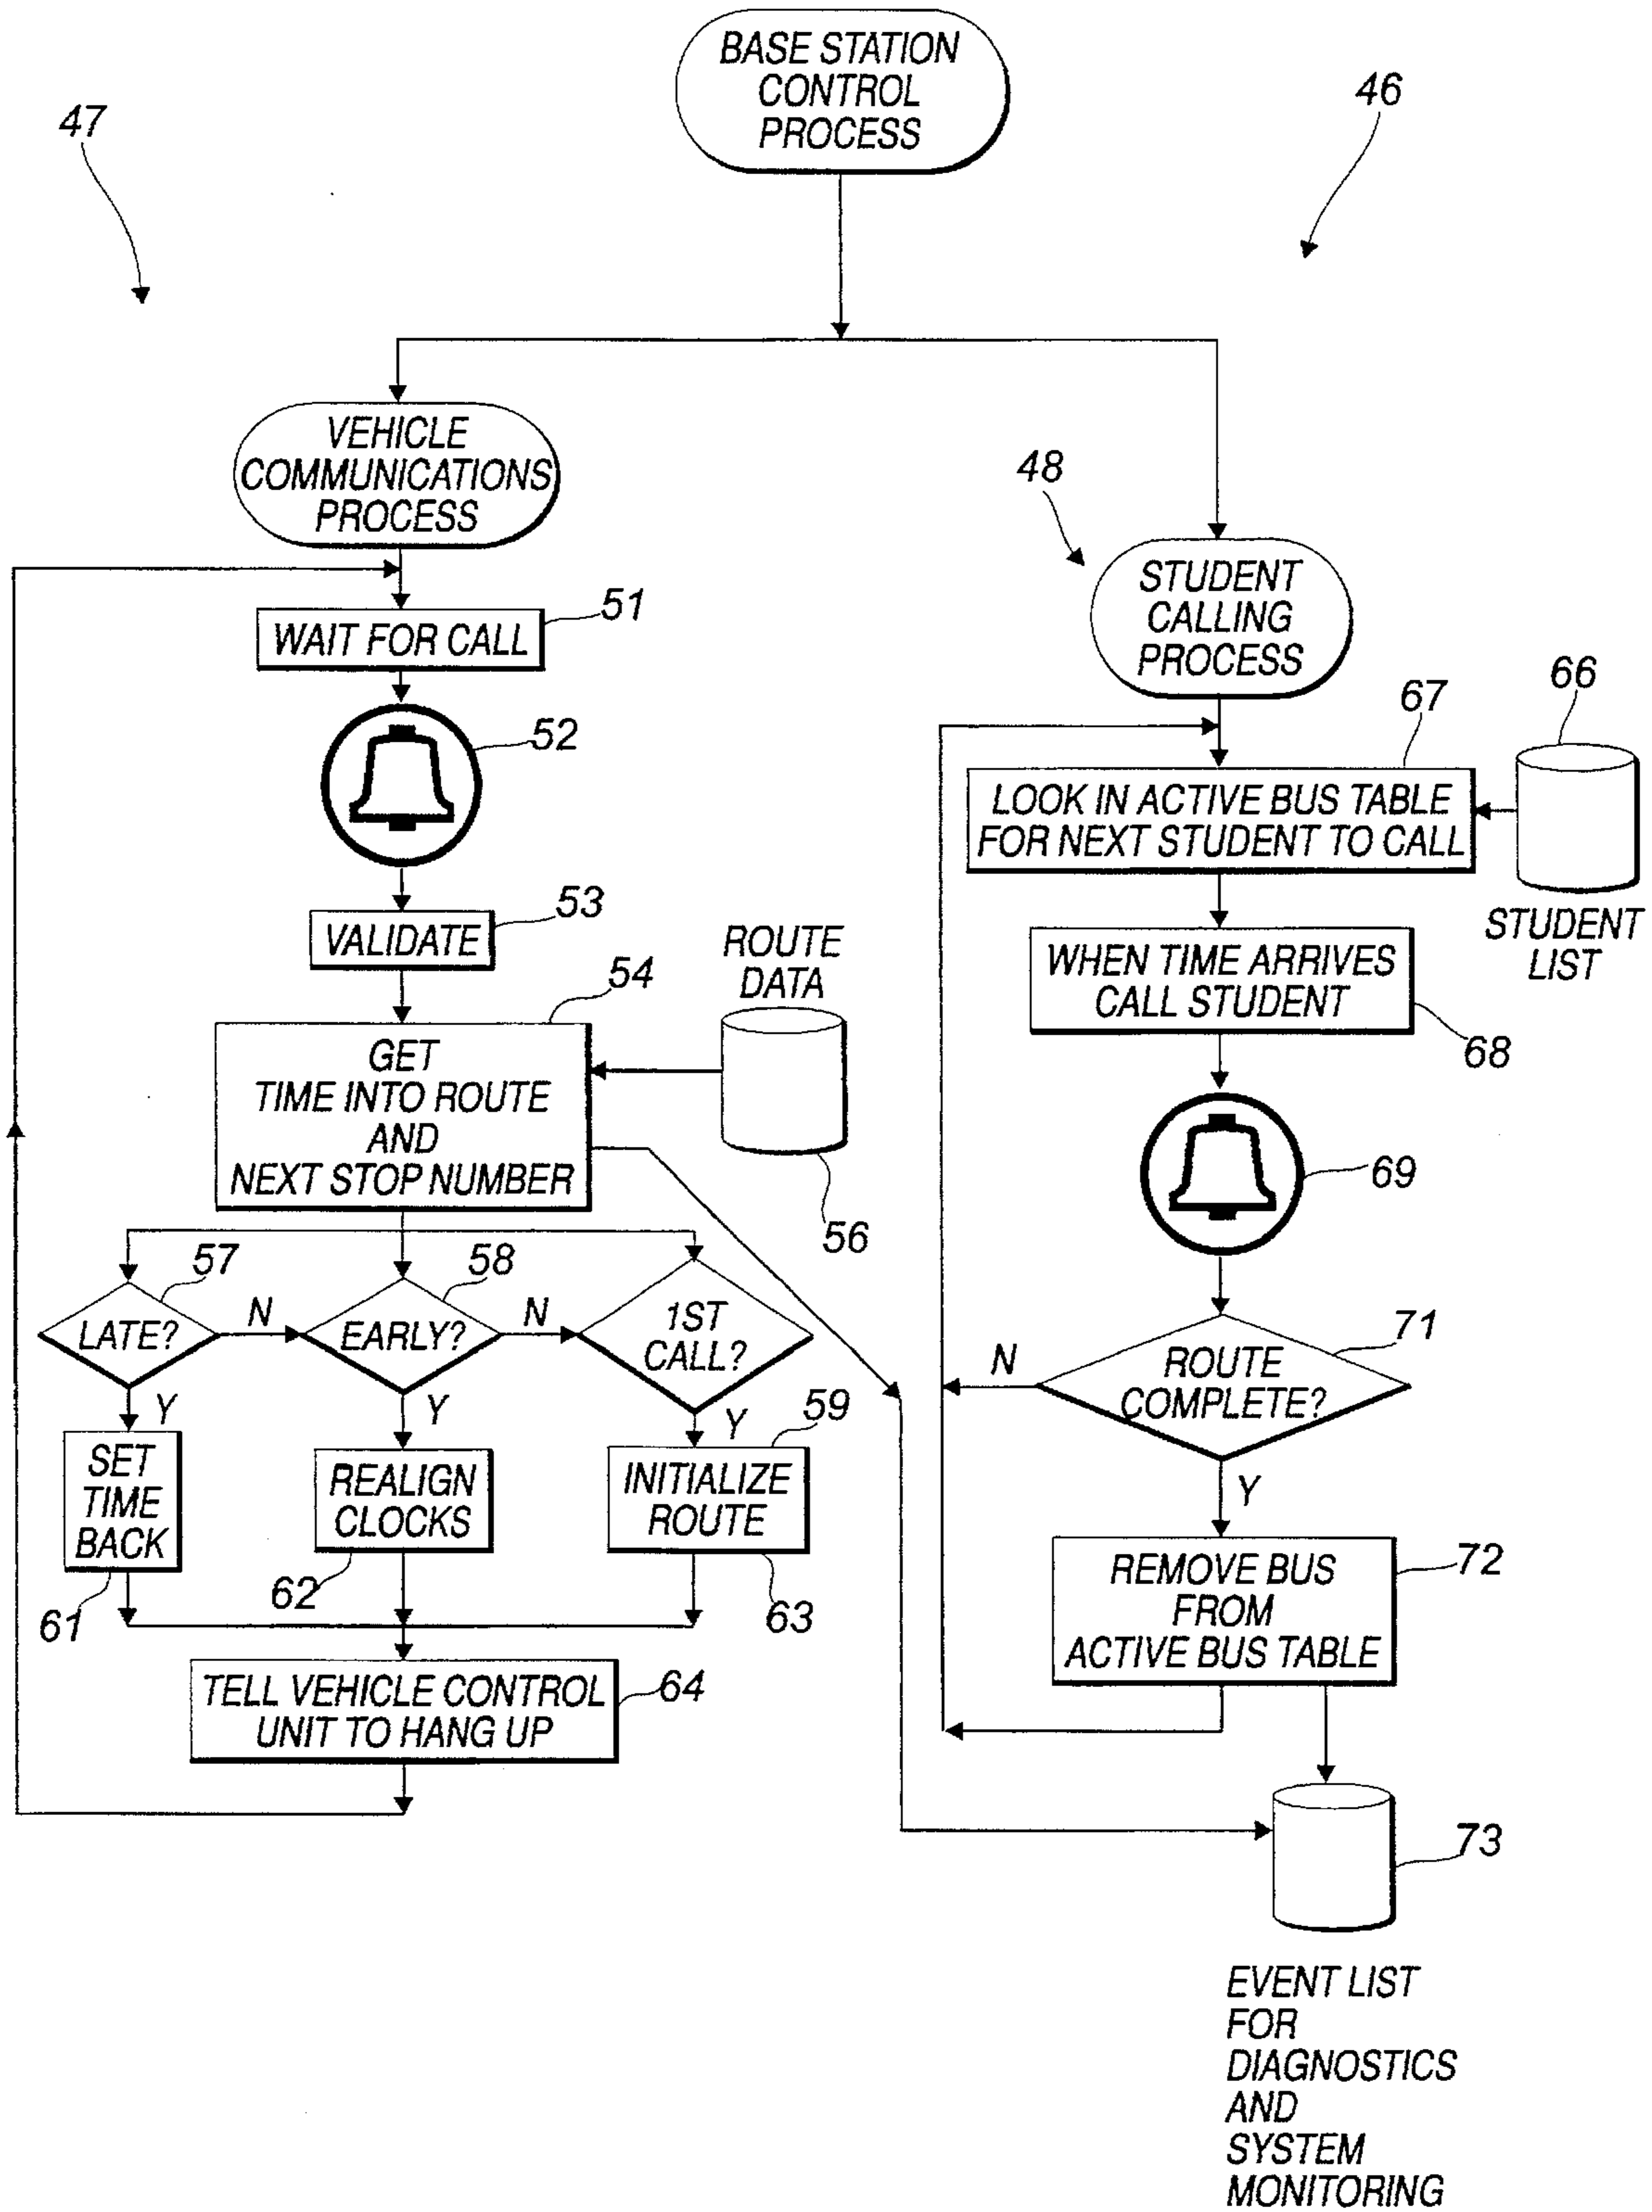 BASE STATION
CONTROL
PROCESS
47
46
VEHICLE
COMMUNICATIONS
PROCESS
48
STUDENT
CALLING
PROCESS
51
WAIT FOR CALL
52
53
VALIDATE
54
GET
TIME INTO ROUTE
AND
NEXT STOP NUMBER
ROUTE
DATA
56
57
LATE?
N
58
EARLY?
N
1ST
CALL?
Y
Y
Y
59
SET
TIME
BACK
REALIGN
CLOCKS
INITIALIZE
ROUTE
61
62
63
TELL VEHICLE CONTROL
UNIT TO HANG UP
64
67
66
LOOK IN ACTIVE BUS TABLE
FOR NEXT STUDENT TO CALL
STUDENT
LIST
WHEN TIME ARRIVES
CALL STUDENT
68
69
71
N
ROUTE
COMPLETE?
Y
REMOVE BUS
FROM
ACTIVE BUS TABLE
72
73
EVENT LIST
FOR
DIAGNOSTICS
AND
SYSTEM
MONITORING